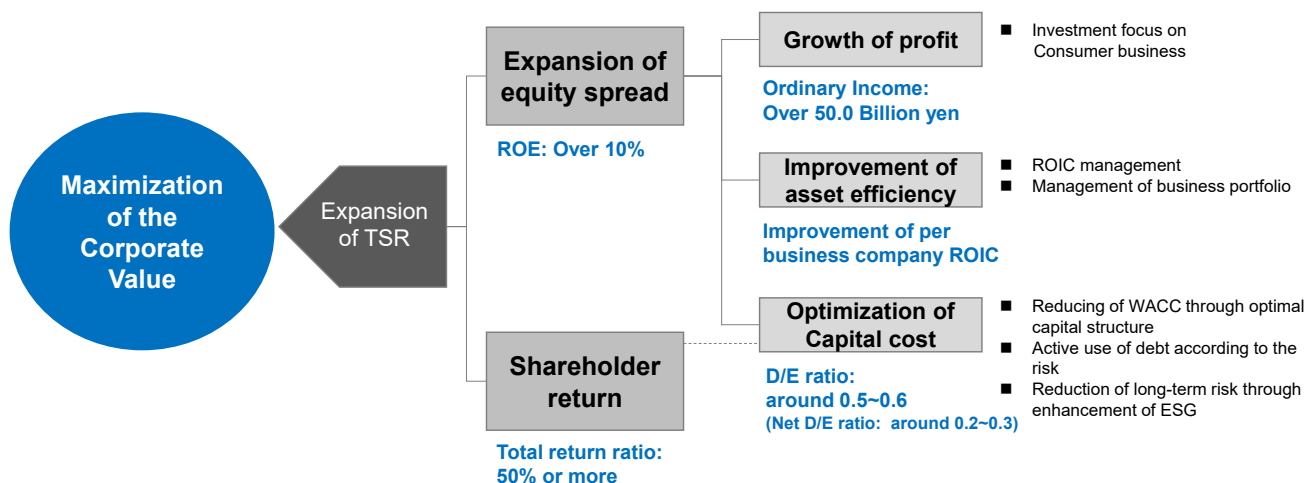 Maximization
of the
Corporate
Value
Expansion
of TSR
Expansion of
equity spread
ROE: Over 10%
Shareholder
return
Total return ratio:
50% or more
Growth of profit
Ordinary Income:
Over 50.0 Billion yen
■ Investment focus on
Consumer business
Improvement of
asset efficiency
Improvement of per
business company ROIC
■ ROIC management
■ Management of business portfolio
Optimization of
Capital cost
D/E ratio:
around 0.5~0.6
(Net D/E ratio: around 0.2~0.3)
■ Reducing of WACC through optimal
capital structure
■ Active use of debt according to the
risk
■ Reduction of long-term risk through
enhancement of ESG